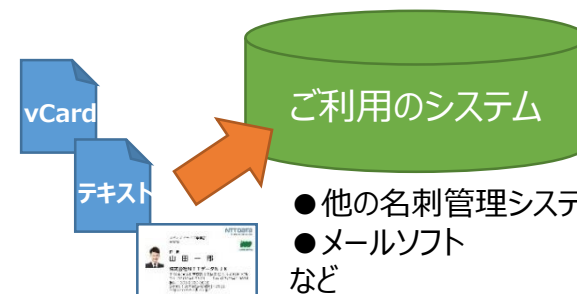 vCard
テキスト
ご利用のシステム
●他の名刺管理システ
●メールソフト
など
NTTDATA
山 田 一 郎